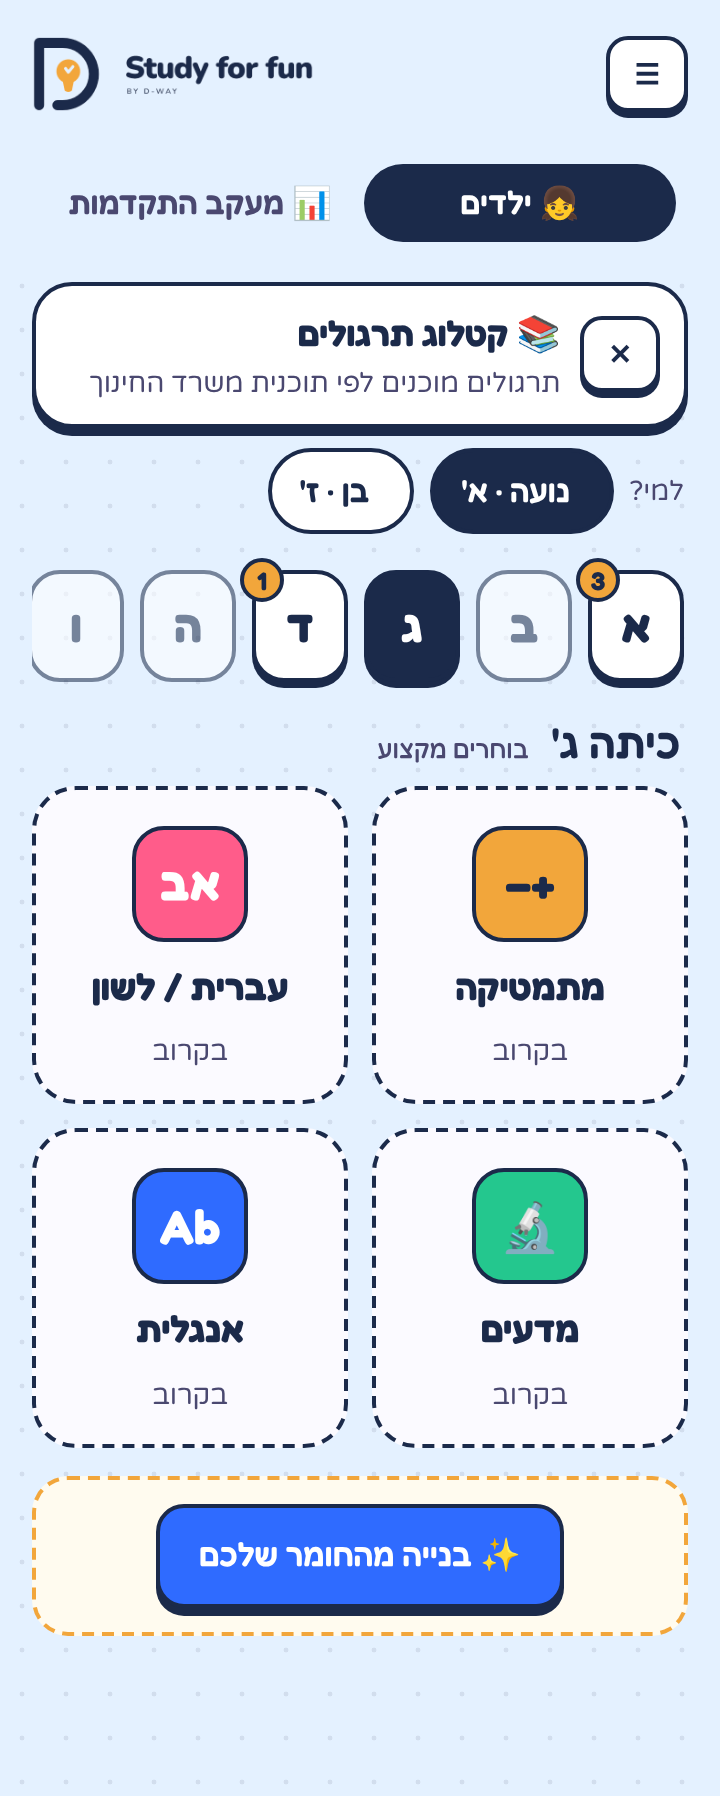 Study for fun
BY D-WAY
☰
👧 ילדים
📊 מעקב התקדמות
✕
📚 קטלוג תרגולים
תרגולים מוכנים לפי תוכנית משרד החינוך
למי?
נועה · א'
בן · ז'
א 3
ב
ג
ד 1
ה
ו
כיתה ג' בוחרים מקצוע
+−
מתמטיקה
בקרוב
אב
עברית / לשון
בקרוב
🔬
מדעים
בקרוב
Ab
אנגלית
בקרוב
✨ בנייה מהחומר שלכם